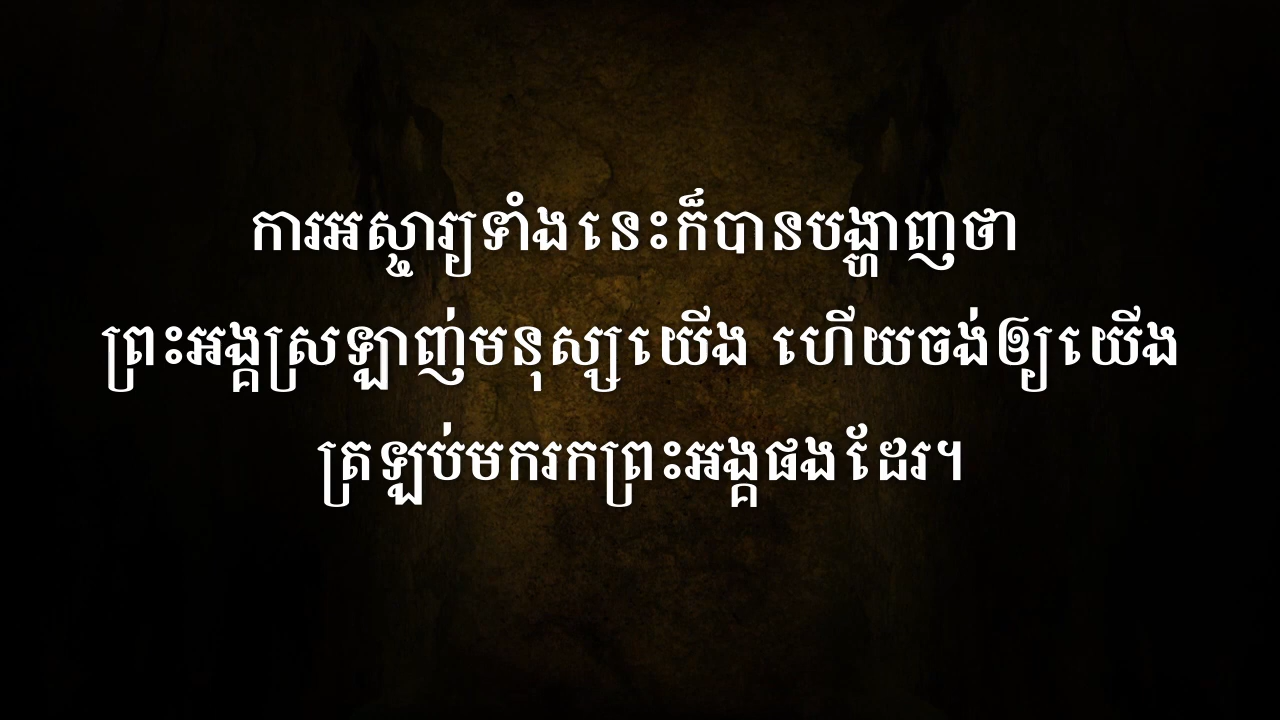 ការអស្ចារ្យទាំងនេះក៏បានបង្ហាញថា
ព្រះអង្គស្រឡាញ់មនុស្សយើង ហើយចង់ឲ្យយើង
ត្រឡប់មករកព្រះអង្គផងដែរ។